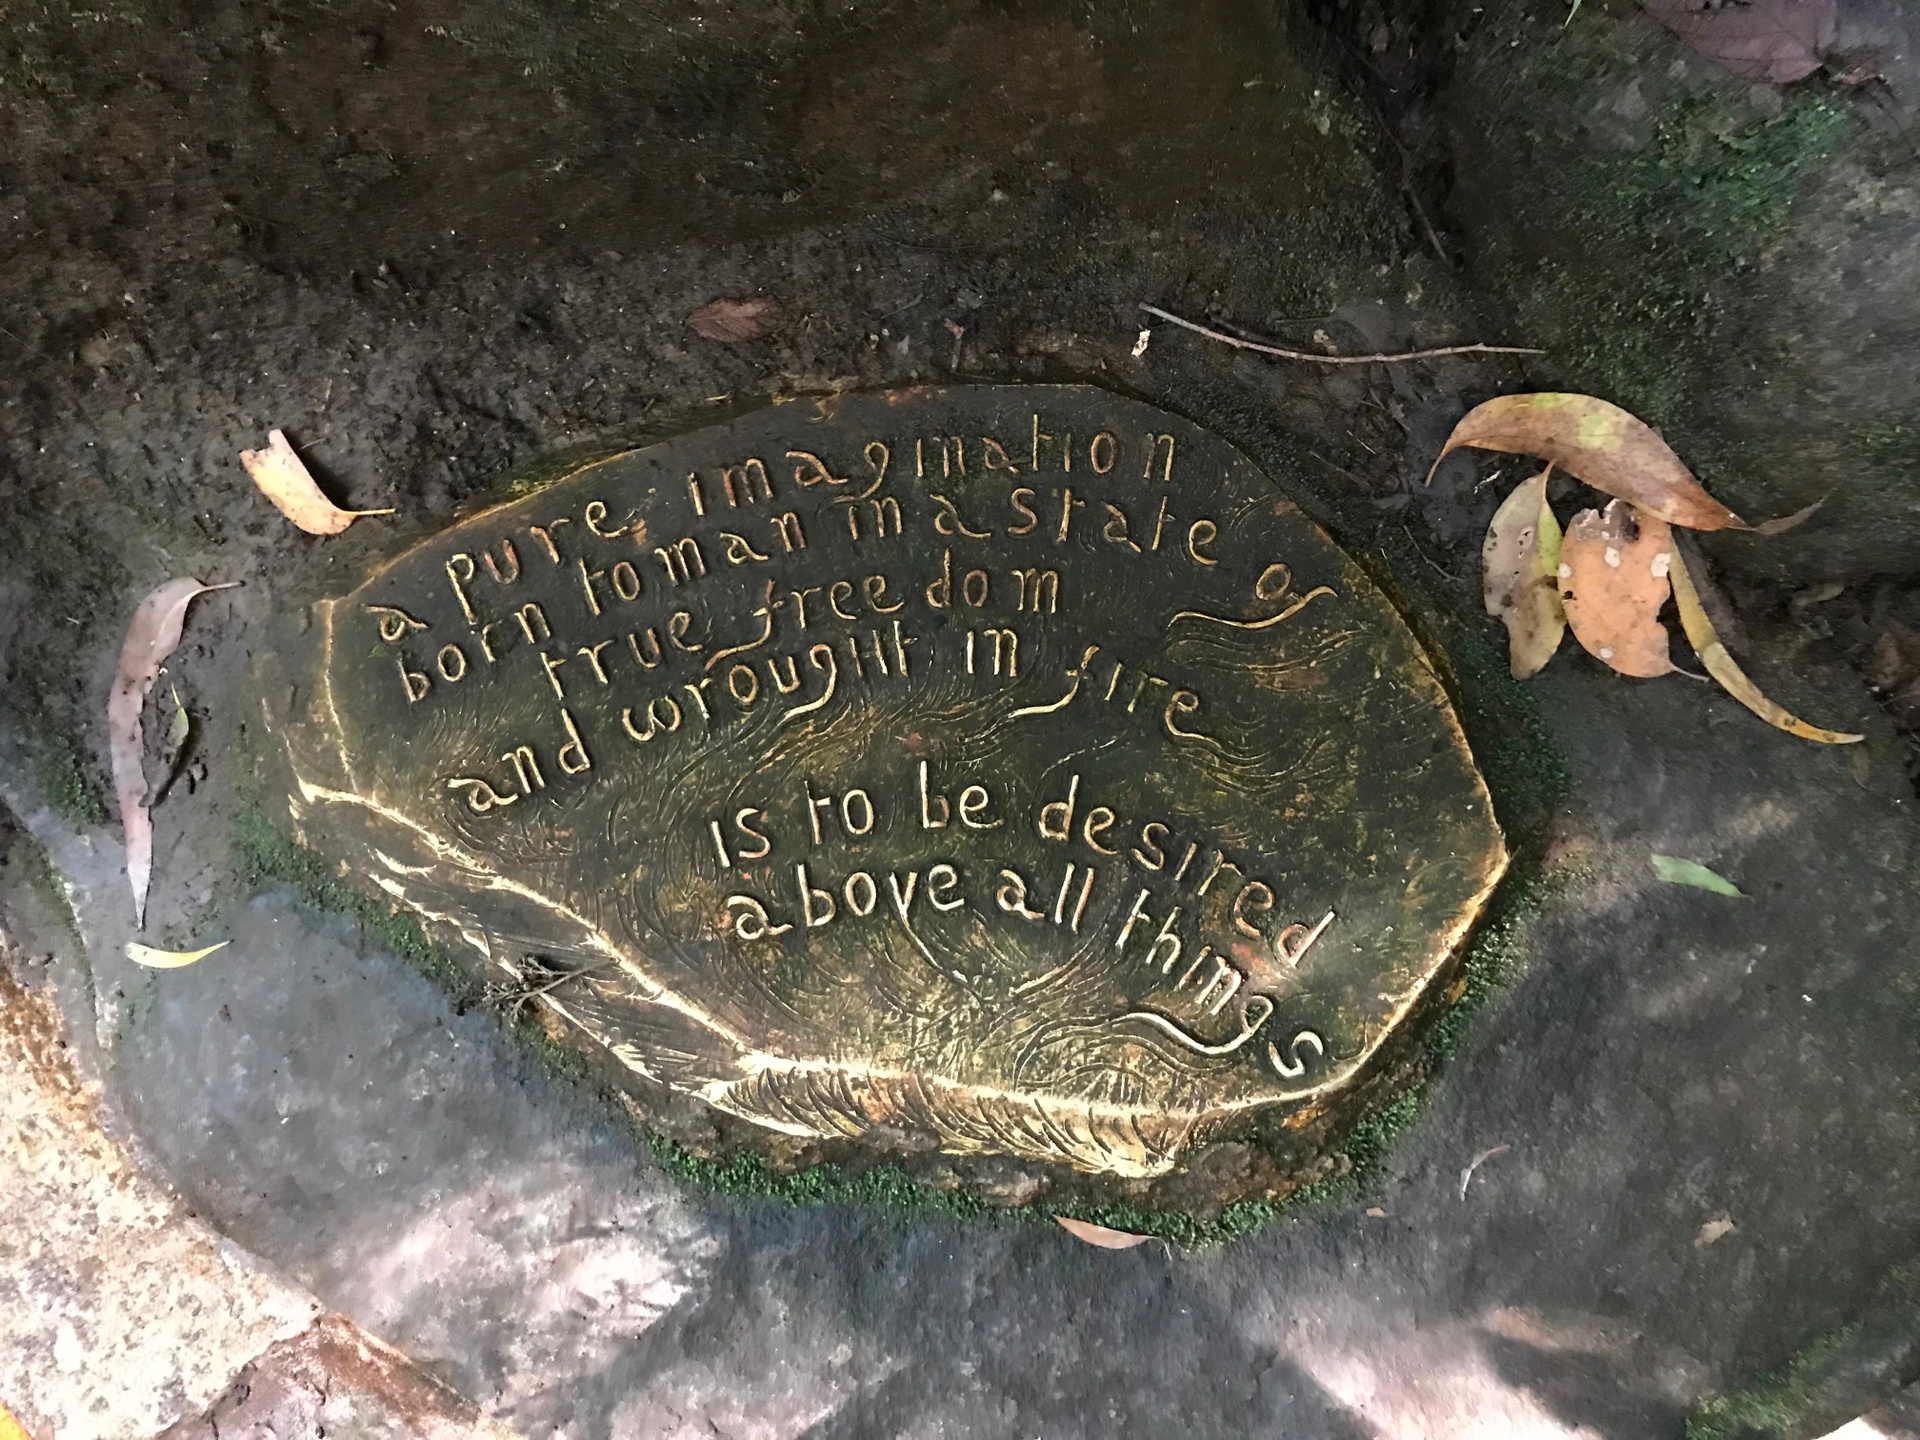 a pure imagination
born to man in a state of
true freedom
and wrought in fire
is to be desired
above all things